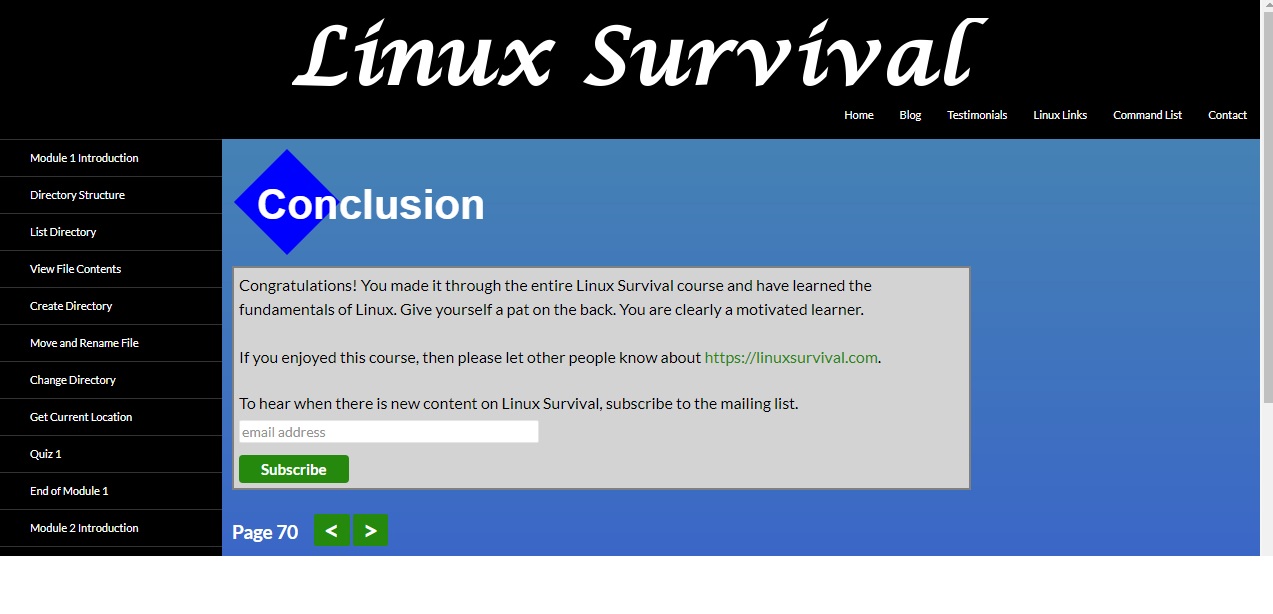 Linux Survival
Home Blog Testimonials Linux Links Command List Contact
Module 1 Introduction
Directory Structure
List Directory
View File Contents
Create Directory
Move and Rename File
Change Directory
Get Current Location
Quiz 1
End of Module 1
Module 2 Introduction
Conclusion
Congratulations! You made it through the entire Linux Survival course and have learned the
fundamentals of Linux. Give yourself a pat on the back. You are clearly a motivated learner.
If you enjoyed this course, then please let other people know about https://linuxsurvival.com.
To hear when there is new content on Linux Survival, subscribe to the mailing list.
email address
Subscribe
Page 70 < >